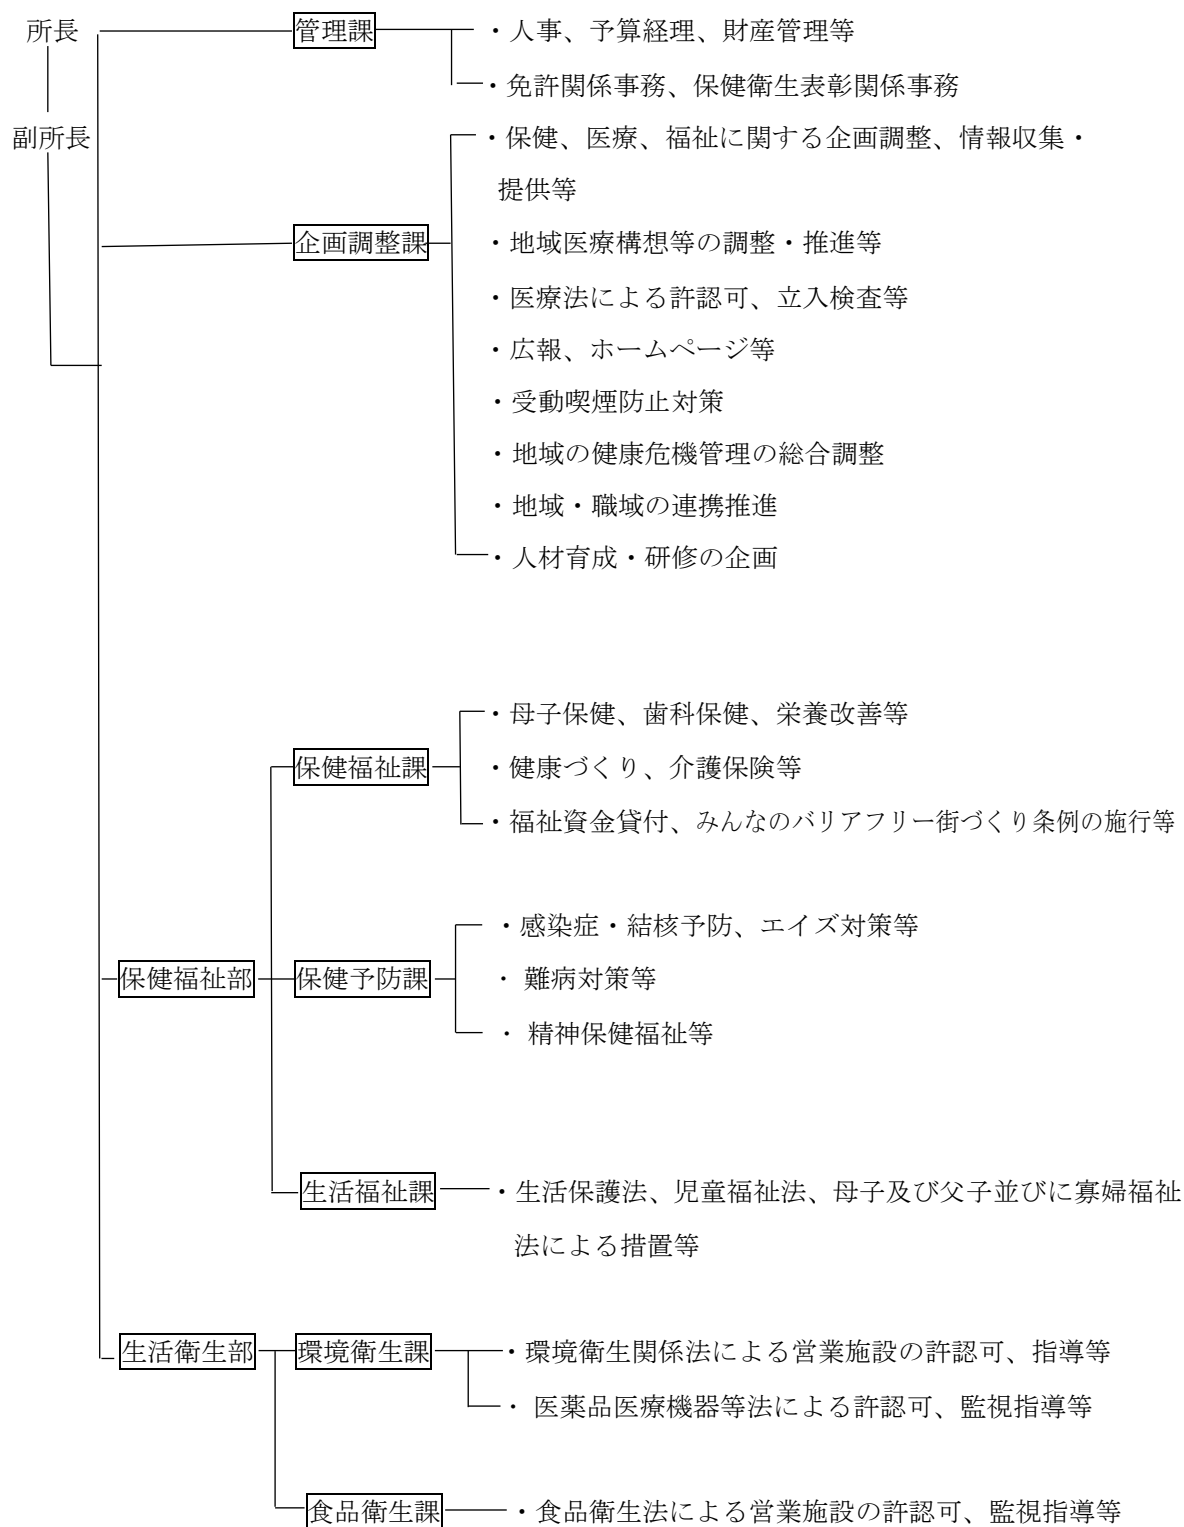 所長
管理課
・人事、予算経理、財産管理等
・免許関係事務、保健衛生表彰関係事務
副所長
・保健、医療、福祉に関する企画調整、情報収集・
提供等
企画調整課
・地域医療構想等の調整・推進等
・医療法による許認可、立入検査等
・広報、ホームページ等
・受動喫煙防止対策
・地域の健康危機管理の総合調整
・地域・職域の連携推進
・人材育成・研修の企画
・母子保健、歯科保健、栄養改善等
保健福祉課
・健康づくり、介護保険等
・福祉資金貸付、みんなのバリアフリー街づくり条例の施行等
・感染症・結核予防、エイズ対策等
保健福祉部
保健予防課
・ 難病対策等
・ 精神保健福祉等
生活福祉課
・生活保護法、児童福祉法、母子及び父子並びに寡婦福祉
法による措置等
生活衛生部
環境衛生課
・環境衛生関係法による営業施設の許認可、指導等
・ 医薬品医療機器等法による許認可、監視指導等
食品衛生課
・食品衛生法による営業施設の許認可、監視指導等